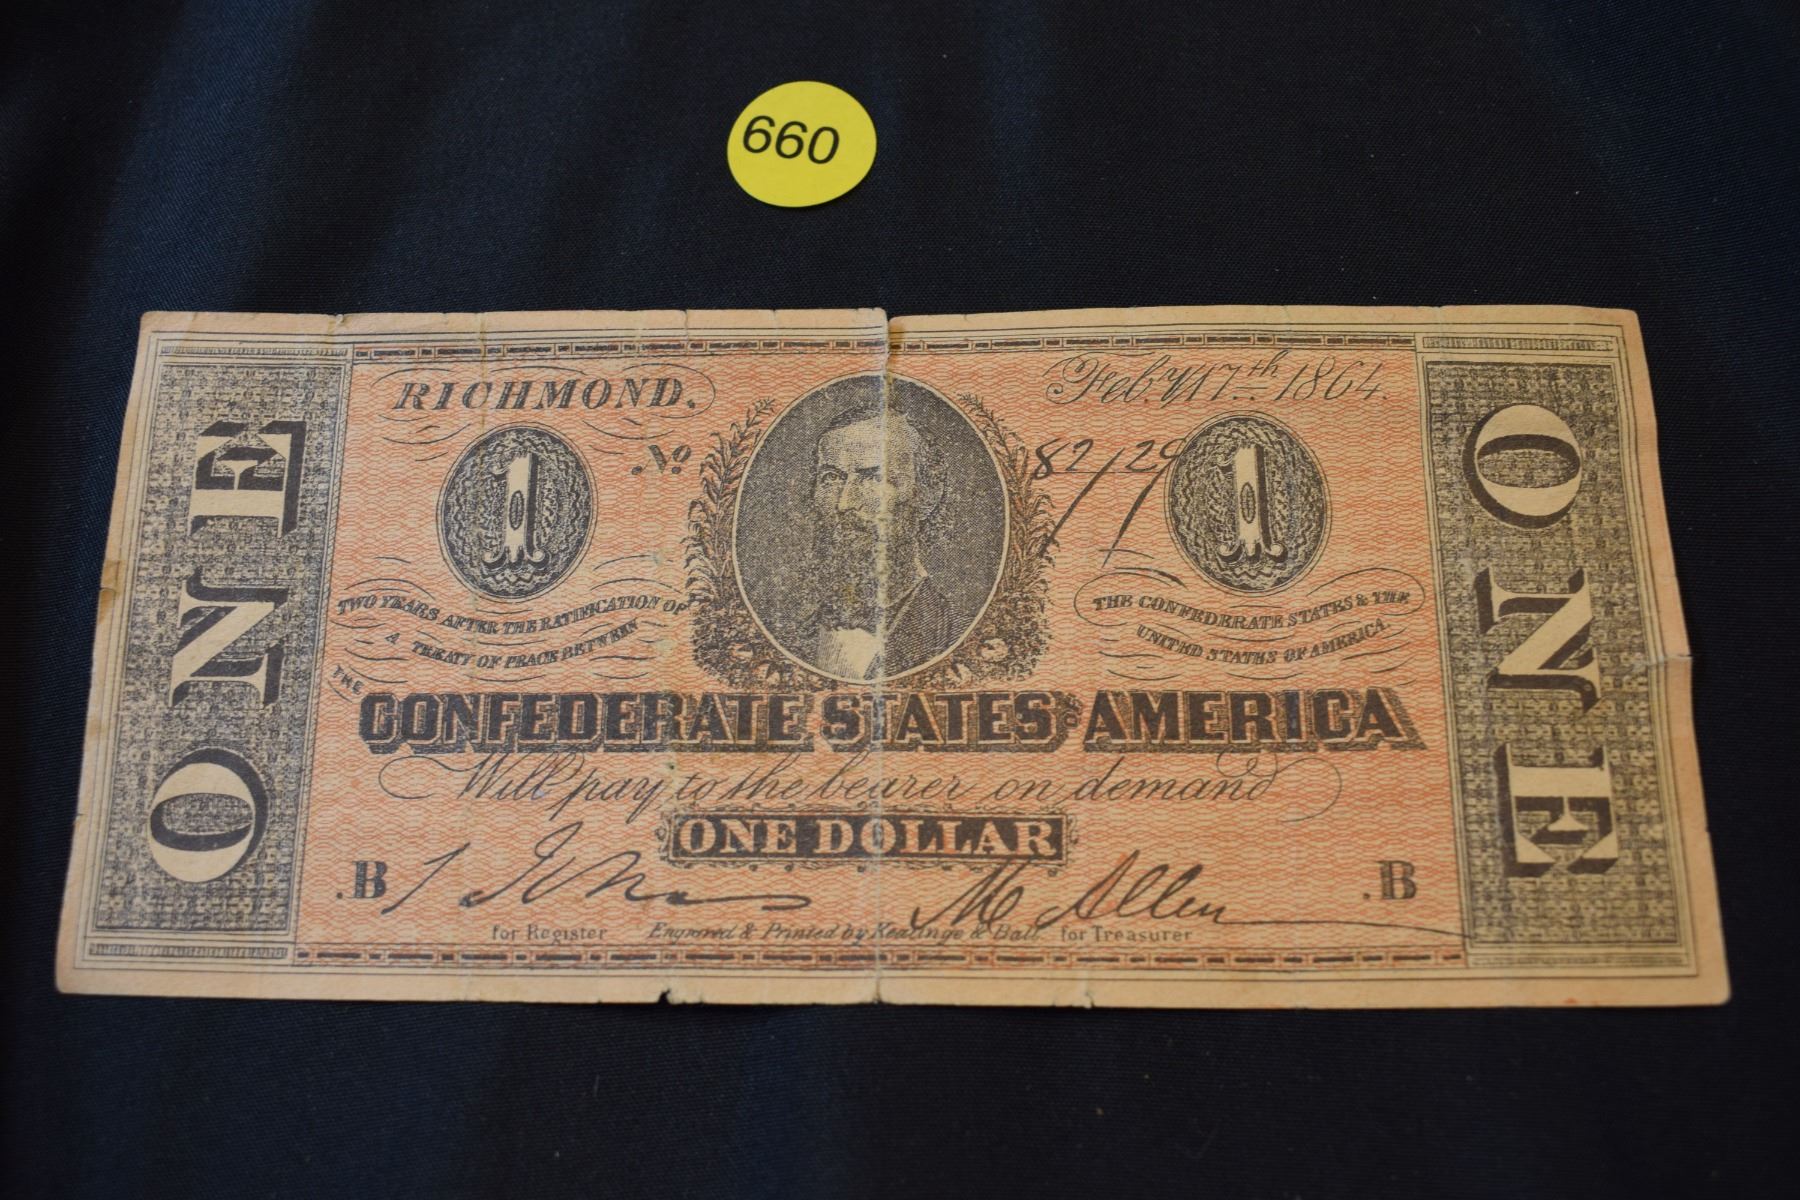 660
RICHMOND.
Feb.y 17th 1864.
No
1
1
TWO YEARS AFTER THE RATIFICATION OF
A TREATY OF PEACE BETWEEN
THE CONFEDERATE STATES & THE
UNITED STATES OF AMERICA.
THE
CONFEDERATE STATES OF AMERICA
Will pay to the bearer on demand
ONE DOLLAR
.B
M Allen
.B
for Register
Engraved & Printed by Keatinge & Ball
for Treasurer
ONE
ONE